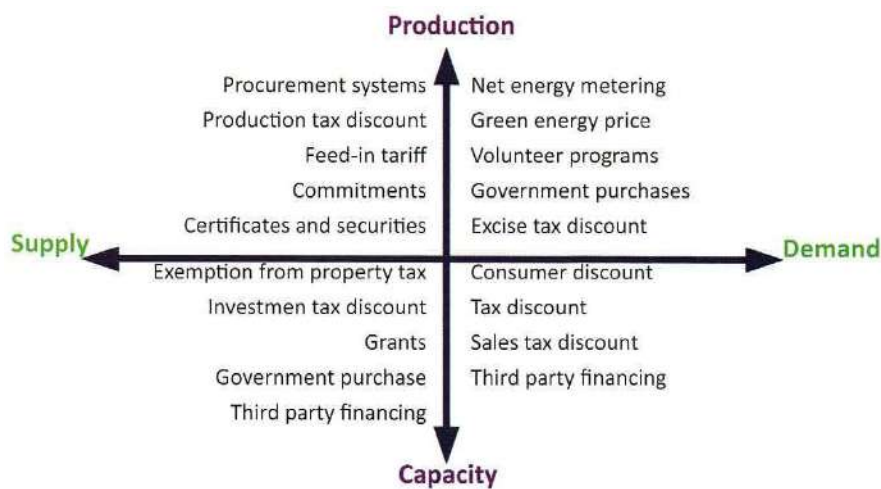 Production
Procurement systems
Production tax discount
Feed-in tariff
Commitments
Certificates and securities
Net energy metering
Green energy price
Volunteer programs
Government purchases
Excise tax discount
Supply
Demand
Exemption from property tax
Investmen tax discount
Grants
Government purchase
Third party financing
Consumer discount
Tax discount
Sales tax discount
Third party financing
Capacity